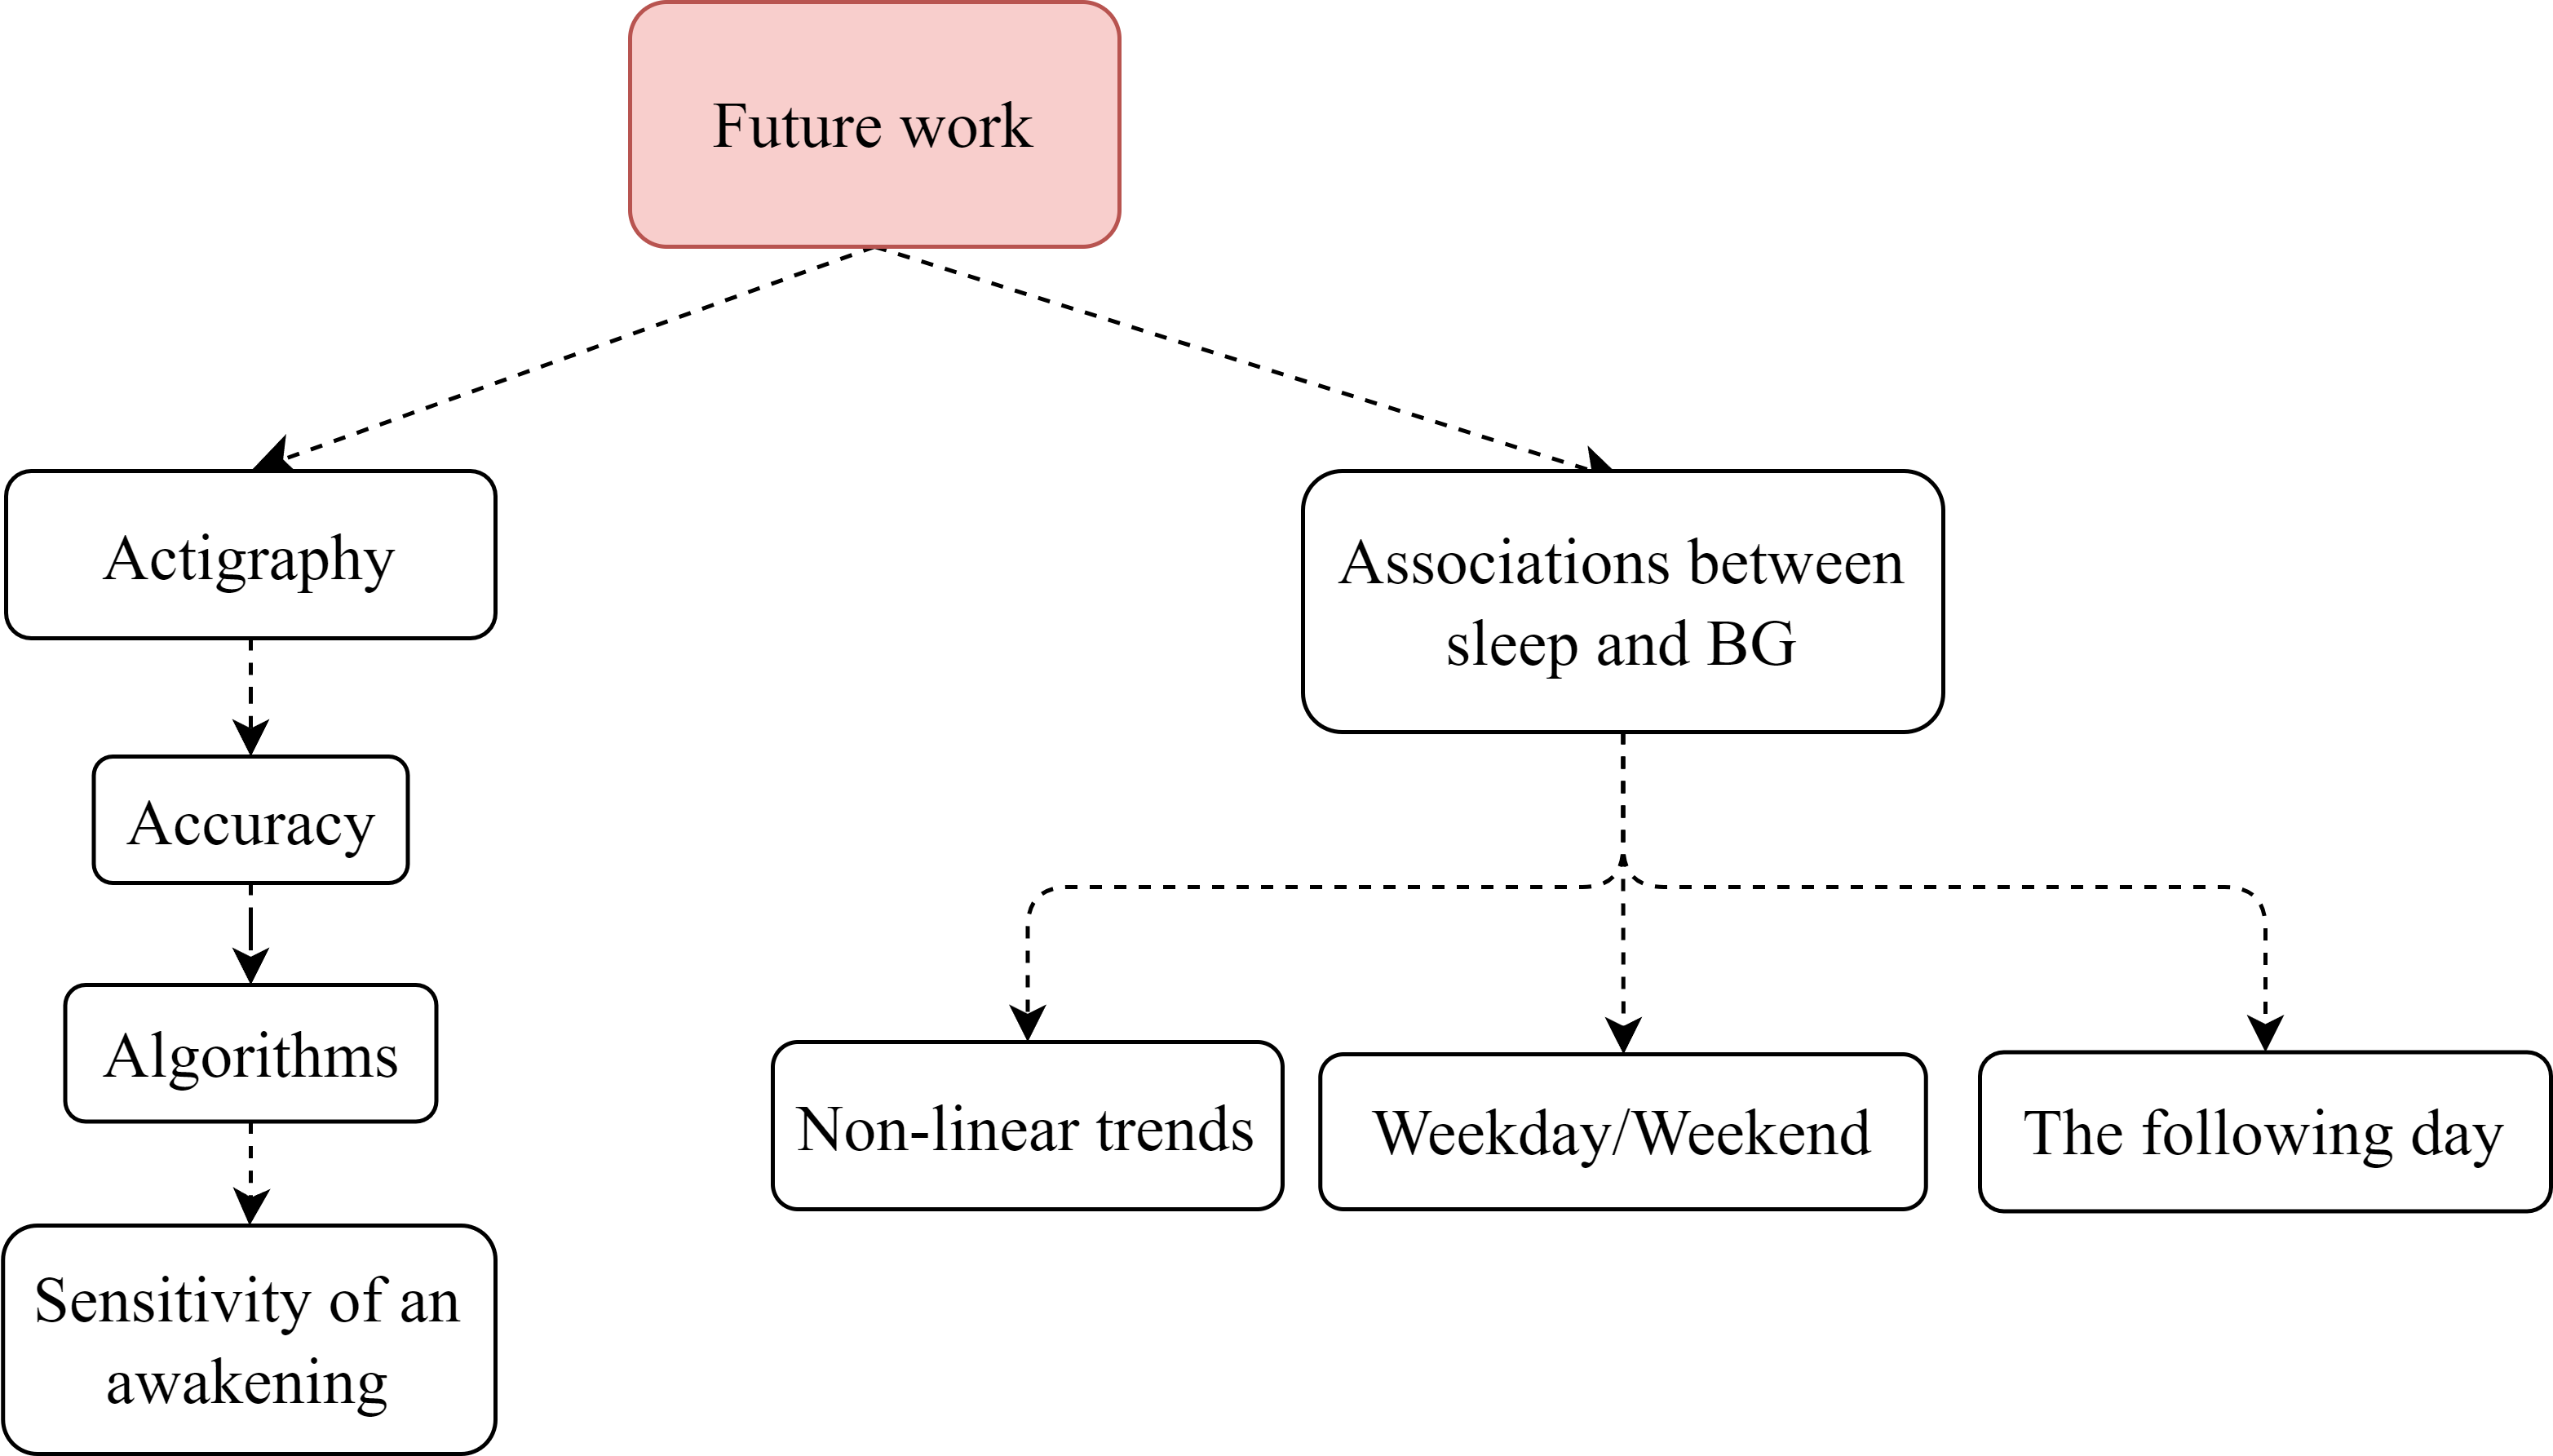 Future work
Actigraphy
Associations between
sleep and BG
Accuracy
Algorithms
Non-linear trends
Weekday/Weekend
The following day
Sensitivity of an
awakening